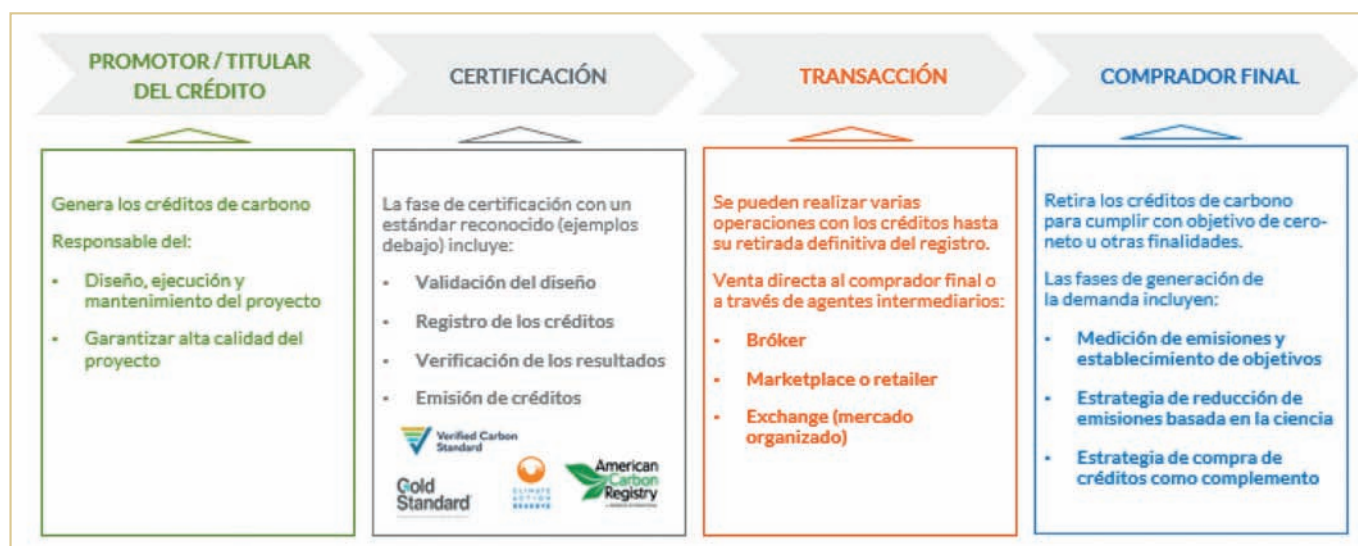 PROMOTOR / TITULAR
DEL CRÉDITO
CERTIFICACIÓN
TRANSACCIÓN
COMPRADOR FINAL
Genera los créditos de carbono
Responsable del:
• Diseño, ejecución y
mantenimiento del proyecto
• Garantizar alta calidad del
proyecto
La fase de certificación con un
estándar reconocido (ejemplos
debajo) incluye:
• Validación del diseño
• Registro de los créditos
• Verificación de los resultados
• Emisión de créditos
Verified Carbon
Standard
Gold
Standard
CLIMATE
ACTION
RESERVE
American
Carbon
Registry
Se pueden realizar varias
operaciones con los créditos hasta
su retirada definitiva del registro.
Venta directa al comprador final o
a través de agentes intermediarios:
• Bróker
• Marketplace o retailer
• Exchange (mercado
organizado)
Retira los créditos de carbono
para cumplir con objetivo de cero-
neto u otras finalidades.
Las fases de generación de
la demanda incluyen:
• Medición de emisiones y
establecimiento de objetivos
• Estrategia de reducción de
emisiones basada en la ciencia
• Estrategia de compra de
créditos como complemento